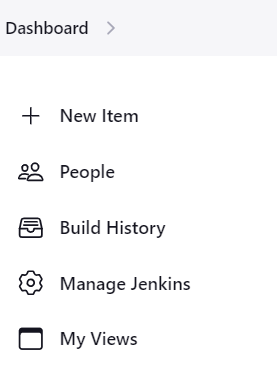 Dashboard
New Item
People
Build History
Manage Jenkins
My Views